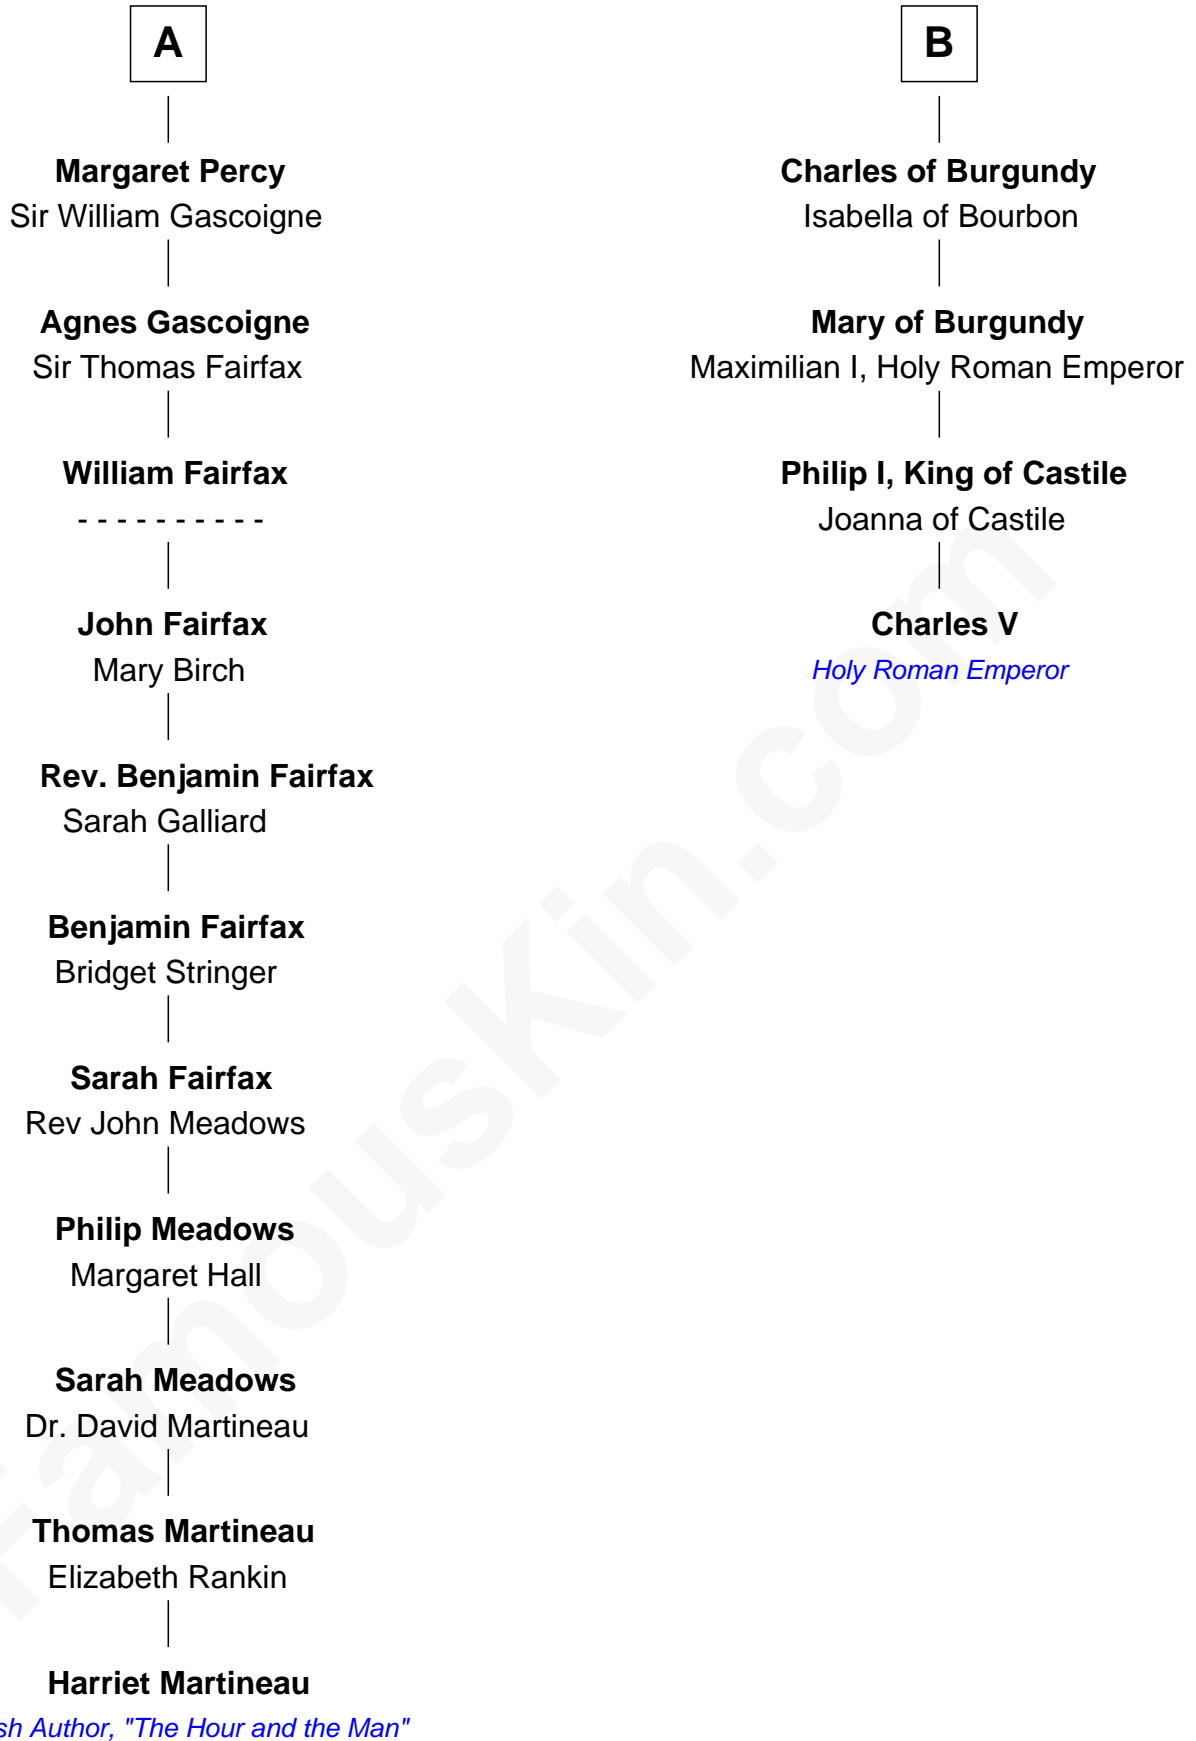 A
Margaret Percy
Sir William Gascoigne
Agnes Gascoigne
Sir Thomas Fairfax
William Fairfax
- - - - - - - - - -
John Fairfax
Mary Birch
Rev. Benjamin Fairfax
Sarah Galliard
Benjamin Fairfax
Bridget Stringer
Sarah Fairfax
Rev John Meadows
Philip Meadows
Margaret Hall
Sarah Meadows
Dr. David Martineau
Thomas Martineau
Elizabeth Rankin
Harriet Martineau
sh Author, "The Hour and the Man"
B
Charles of Burgundy
Isabella of Bourbon
Mary of Burgundy
Maximilian I, Holy Roman Emperor
Philip I, King of Castile
Joanna of Castile
Charles V
Holy Roman Emperor
FamousKin.com